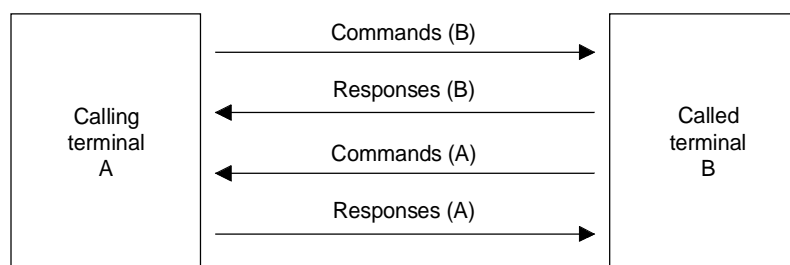 Commands (B)
Responses (B)
Calling
terminal
A
Commands (A)
Responses (A)
Called
terminal
B